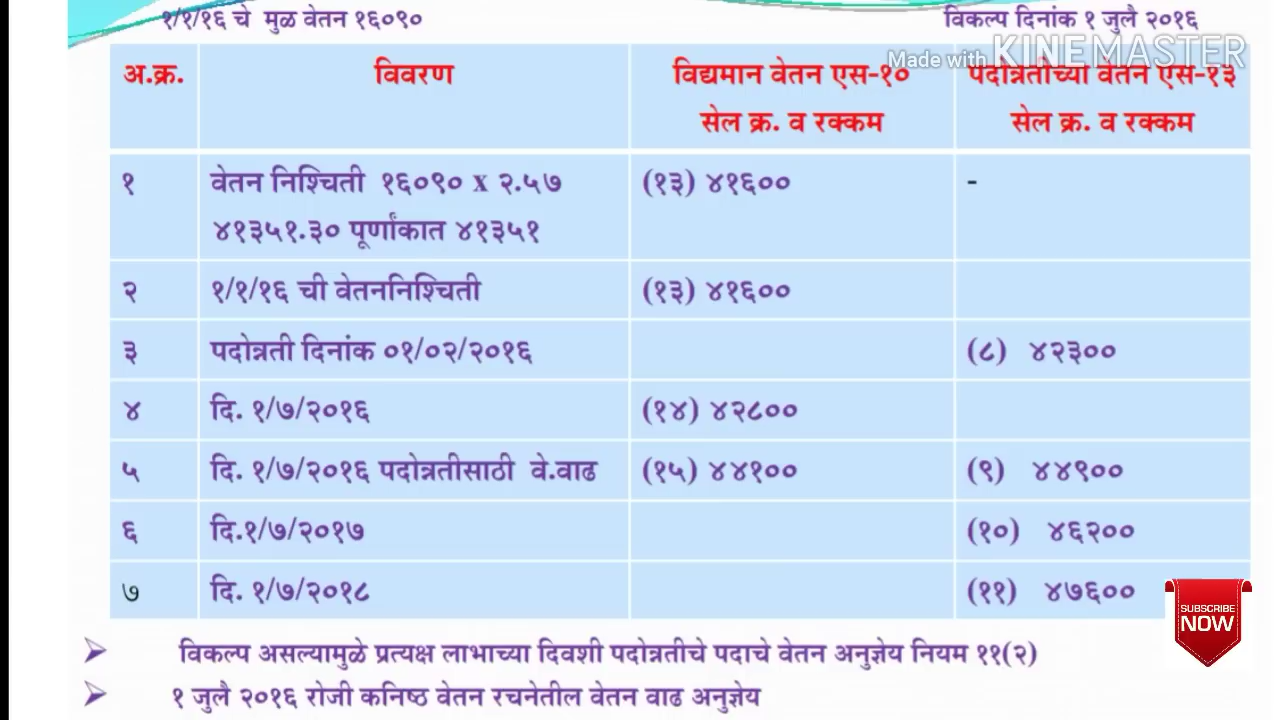 १/१/१६ चे मुळ वेतन १६०९० विकल्प दिनांक १ जुलै २०१६
Made with KINEMASTER
अ.क्र. विवरण विद्यमान वेतन एस-१० पदोन्नतीच्या वेतन एस-१३
सेल क्र. व रक्कम सेल क्र. व रक्कम
१ वेतन निश्चिती १६०९० x २.५७ (१३) ४१६०० -
४१३५१.३० पूर्णांकात ४१३५१
२ १/१/१६ ची वेतननिश्चिती (१३) ४१६००
३ पदोन्नती दिनांक ०१/०२/२०१६ (८) ४२३००
४ दि. १/७/२०१६ (१४) ४२८००
५ दि. १/७/२०१६ पदोन्नतीसाठी वे.वाढ (१५) ४४१०० (९) ४४९००
६ दि.१/७/२०१७ (१०) ४६२००
७ दि. १/७/२०१८ (११) ४७६००
SUBSCRIBE
NOW
➢ विकल्प असल्यामुळे प्रत्यक्ष लाभाच्या दिवशी पदोन्नतीचे पदाचे वेतन अनुज्ञेय नियम ११(२)
➢ १ जुलै २०१६ रोजी कनिष्ठ वेतन रचनेतील वेतन वाढ अनुज्ञेय